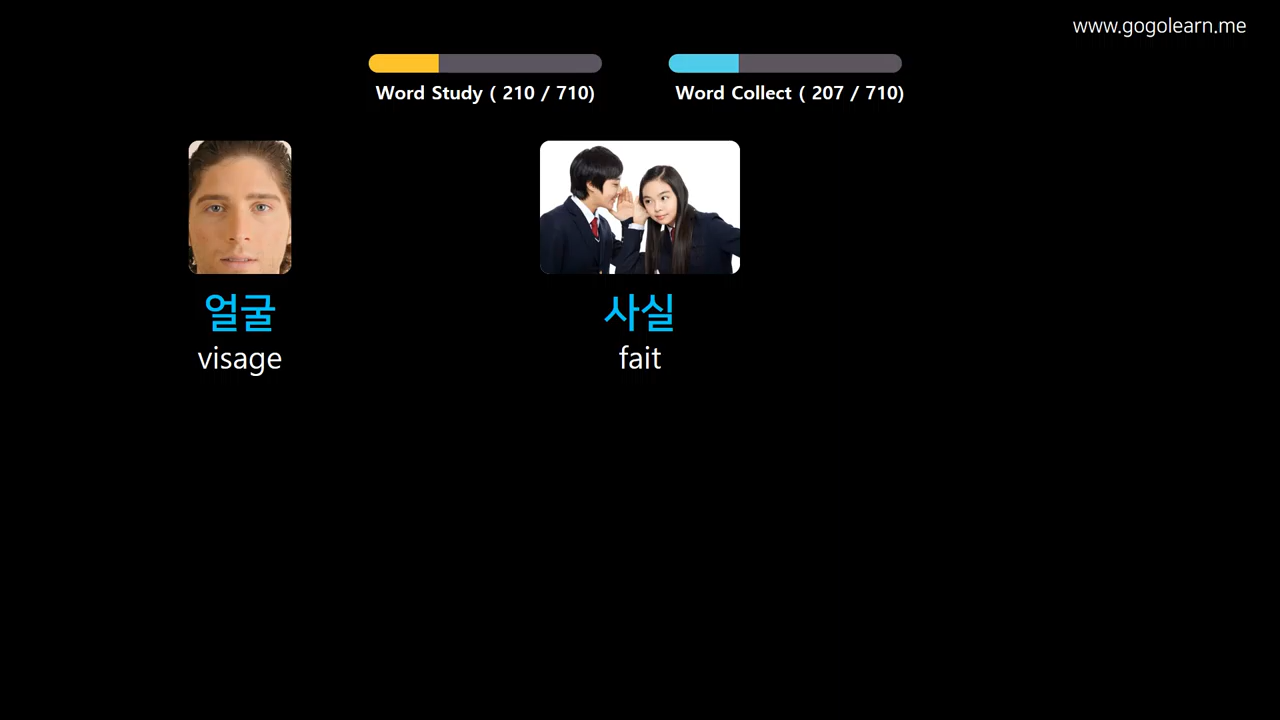 www.gogolearn.me
Word Study ( 210 / 710)
Word Collect ( 207 / 710)
얼굴
visage
사실
fait